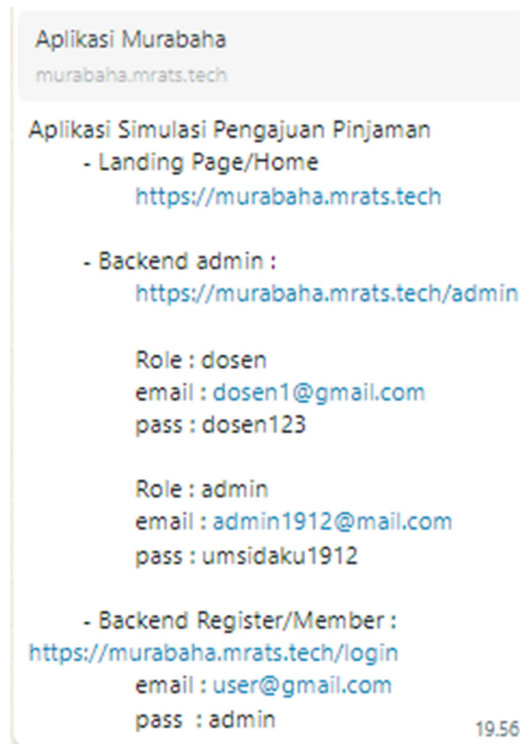 Aplikasi Murabaha
murabaha.mrats.tech
Aplikasi Simulasi Pengajuan Pinjaman
- Landing Page/Home
https://murabaha.mrats.tech
- Backend admin :
https://murabaha.mrats.tech/admin
Role : dosen
email : dosen1@gmail.com
pass : dosen123
Role : admin
email : admin1912@mail.com
pass : umsidaku1912
- Backend Register/Member :
https://murabaha.mrats.tech/login
email : user@gmail.com
pass : admin
19.56